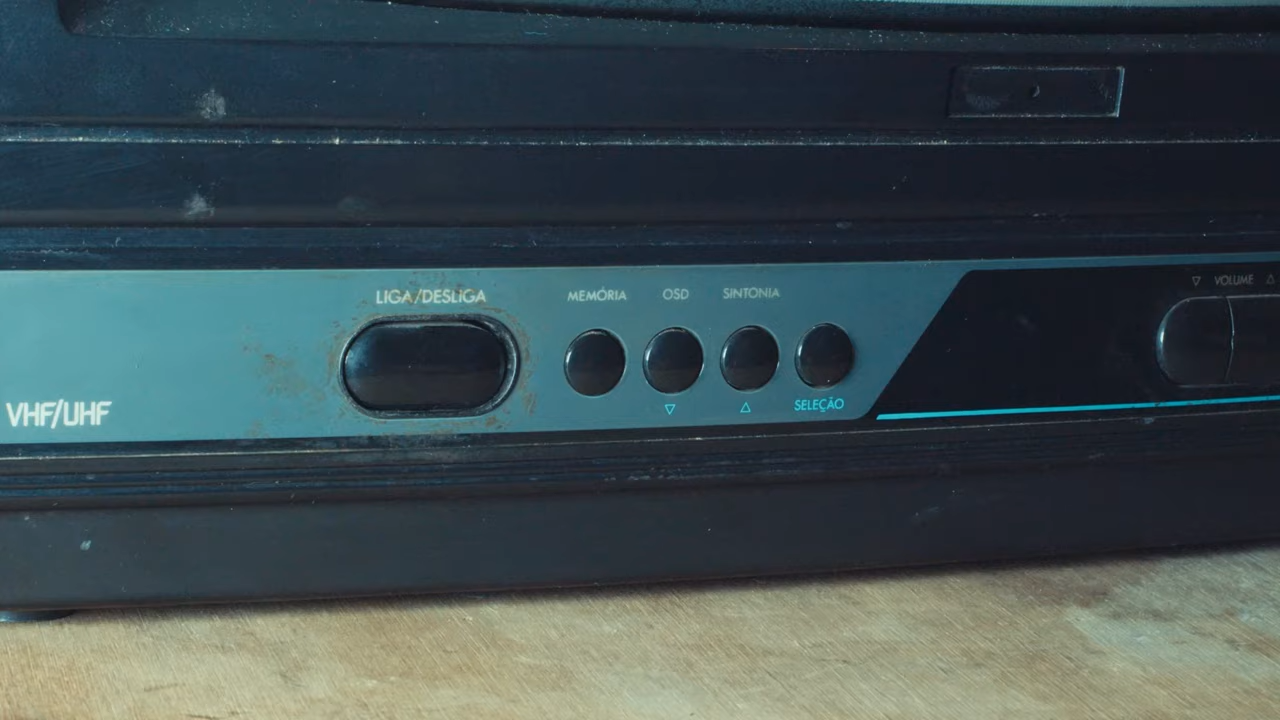 LIGA/DESLIGA
MEMÓRIA
OSD
SINTONIA
▽ VOLUME △
VHF/UHF
▽
△
SELEÇÃO